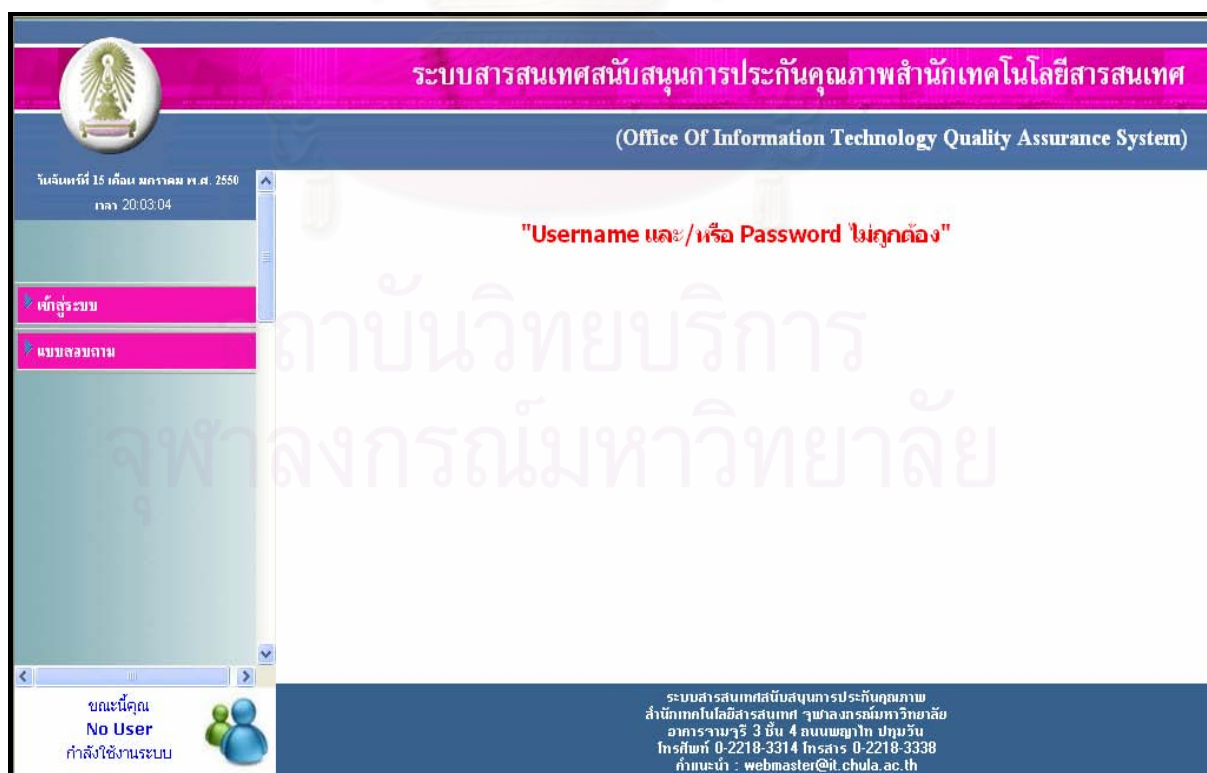 ระบบสารสนเทศสนับสนุนการประกันคุณภาพสำนักเทคโนโลยีสารสนเทศ
(Office Of Information Technology Quality Assurance System)
วันจันทร์ที่ 15 เดือน มกราคม พ.ศ. 2550
เวลา 20:03:04
"Username และ/หรือ Password ไม่ถูกต้อง"
เข้าสู่ระบบ
แบบสอบถาม
สถาบันวิทยบริการ
จุฬาลงกรณ์มหาวิทยาลัย
ขณะนี้คุณ
No User
กำลังใช้งานระบบ
ระบบสารสนเทศสนับสนุนการประกันคุณภาพ
สำนักเทคโนโลยีสารสนเทศ จุฬาลงกรณ์มหาวิทยาลัย
อาคารจามจุรี 3 ชั้น 4 ถนนพญาไท ปทุมวัน
โทรศัพท์ 0-2218-3314 โทรสาร 0-2218-3338
คำแนะนำ : webmaster@it.chula.ac.th